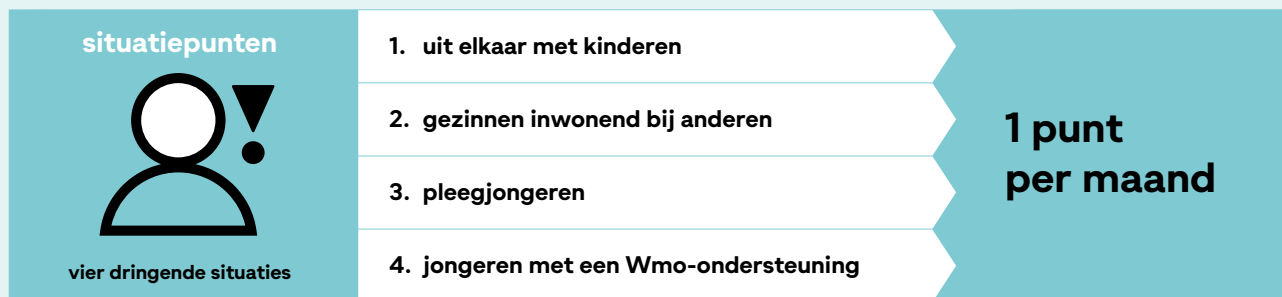 situatiepunten
vier dringende situaties
1. uit elkaar met kinderen
2. gezinnen inwonend bij anderen
3. pleegjongeren
4. jongeren met een Wmo-ondersteuning
1 punt
per maand